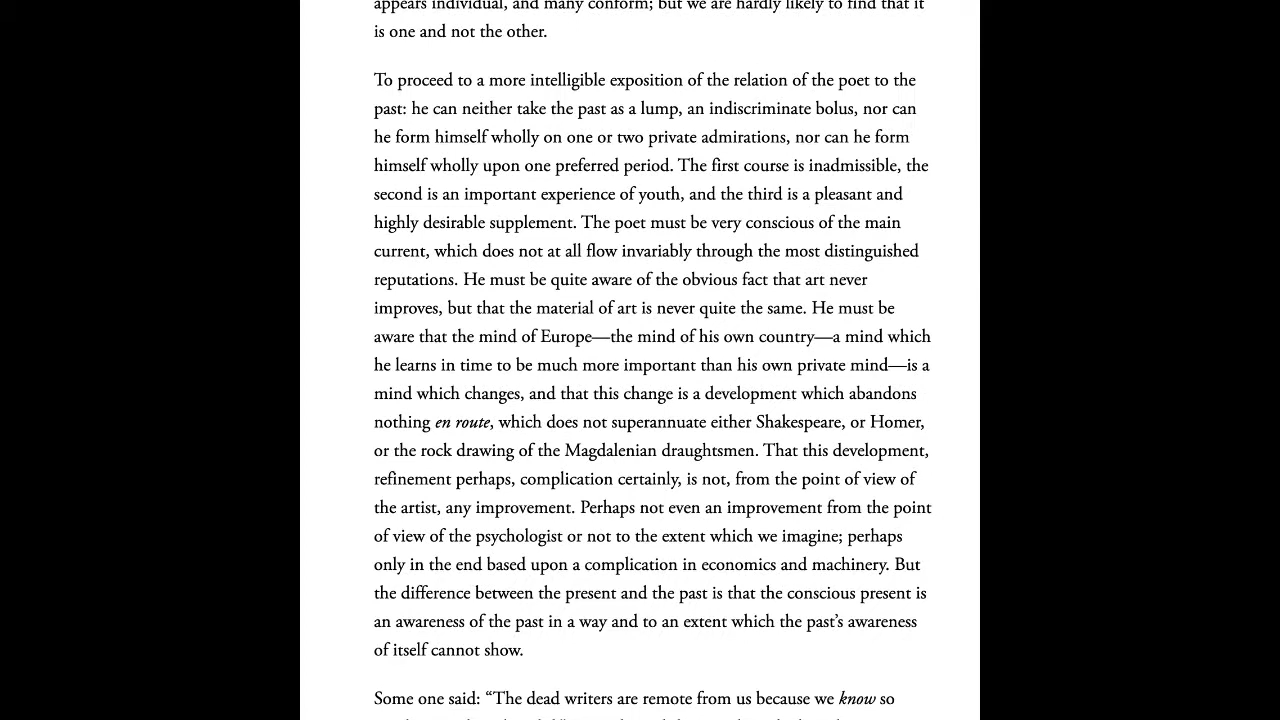 appears individual, and many conform; but we are hardly likely to find that it
is one and not the other.
To proceed to a more intelligible exposition of the relation of the poet to the
past: he can neither take the past as a lump, an indiscriminate bolus, nor can
he form himself wholly on one or two private admirations, nor can he form
himself wholly upon one preferred period. The first course is inadmissible, the
second is an important experience of youth, and the third is a pleasant and
highly desirable supplement. The poet must be very conscious of the main
current, which does not at all flow invariably through the most distinguished
reputations. He must be quite aware of the obvious fact that art never
improves, but that the material of art is never quite the same. He must be
aware that the mind of Europe—the mind of his own country—a mind which
he learns in time to be much more important than his own private mind—is a
mind which changes, and that this change is a development which abandons
nothing en route, which does not superannuate either Shakespeare, or Homer,
or the rock drawing of the Magdalenian draughtsmen. That this development,
refinement perhaps, complication certainly, is not, from the point of view of
the artist, any improvement. Perhaps not even an improvement from the point
of view of the psychologist or not to the extent which we imagine; perhaps
only in the end based upon a complication in economics and machinery. But
the difference between the present and the past is that the conscious present is
an awareness of the past in a way and to an extent which the past’s awareness
of itself cannot show.
Some one said: “The dead writers are remote from us because we know so